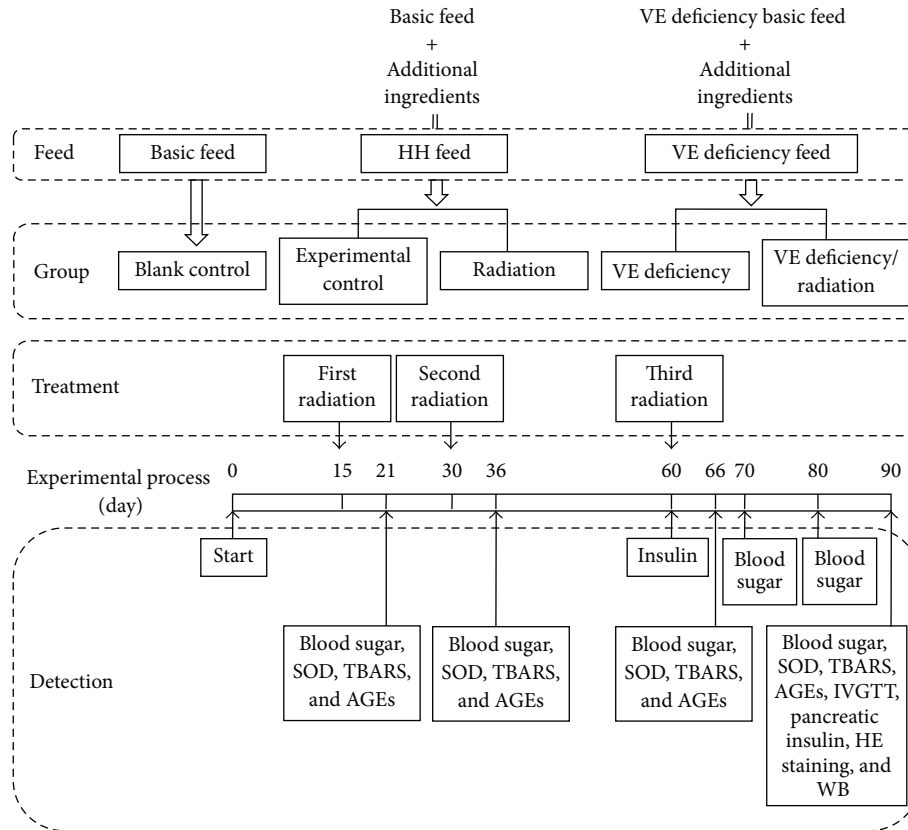 Basic feed
+
Additional
ingredients
VE deficiency basic feed
+
Additional
ingredients
Feed
Basic feed
HH feed
VE deficiency feed
Group
Blank control
Experimental
control
Radiation
VE deficiency
VE deficiency/
radiation
Treatment
First
radiation
Second
radiation
Third
radiation
Experimental process
(day)
0
15
21
30
36
60
66
70
80
90
Start
Insulin
Blood
sugar
Blood
sugar
Detection
Blood sugar,
SOD, TBARS,
and AGEs
Blood sugar,
SOD, TBARS,
and AGEs
Blood sugar,
SOD, TBARS,
and AGEs
Blood sugar,
SOD, TBARS,
AGEs, IVGTT,
pancreatic
insulin, HE
staining, and
WB